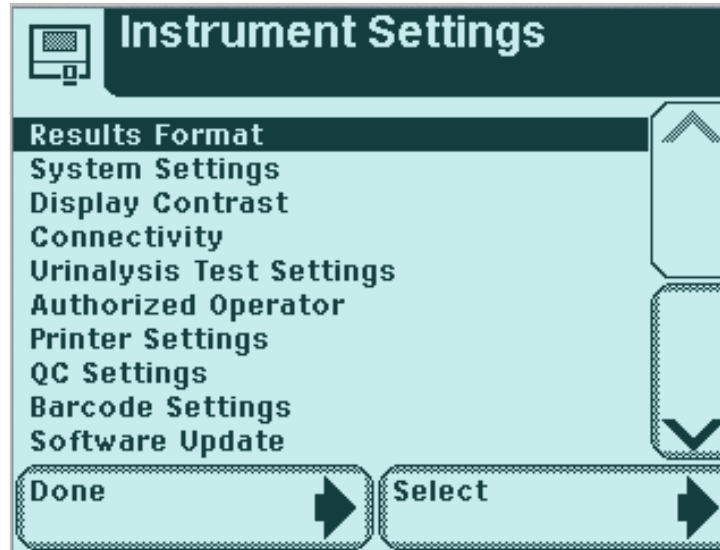 Instrument Settings
Results Format
System Settings
Display Contrast
Connectivity
Urinalysis Test Settings
Authorized Operator
Printer Settings
QC Settings
Barcode Settings
Software Update
Done
Select